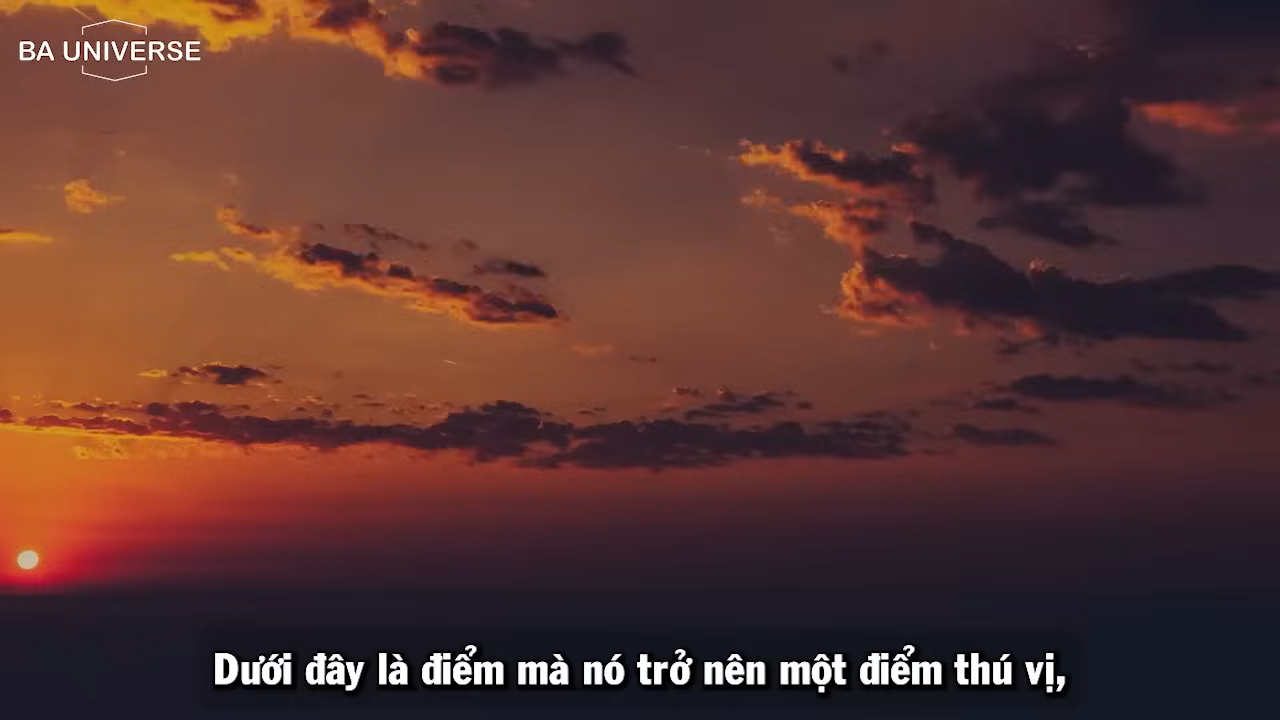 BA UNIVERSE
Dưới đây là điểm mà nó trở nên một điểm thú vị,